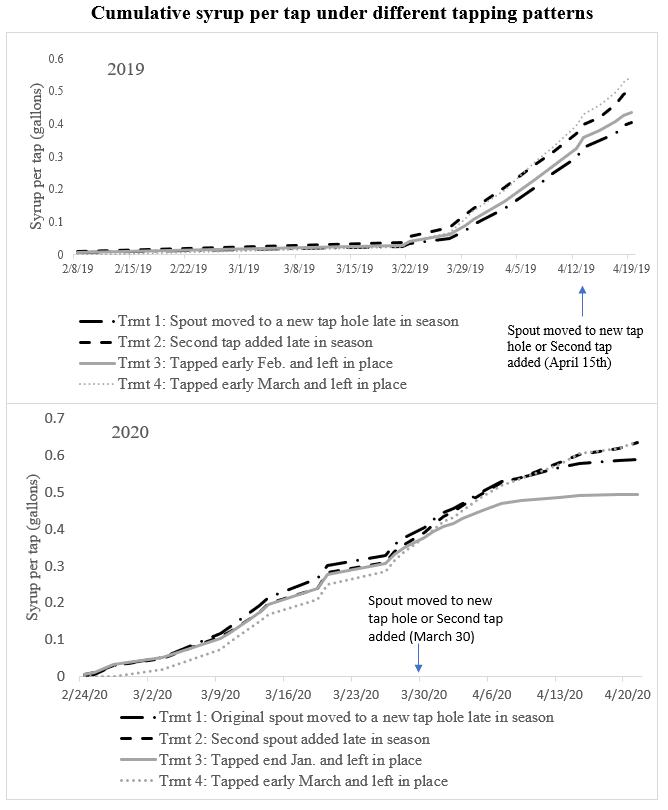 Cumulative syrup per tap under different tapping patterns
2019
Syrup per tap (gallons)
0.6
0.5
0.4
0.3
0.2
0.1
0
2/8/19 2/15/19 2/22/19 3/1/19 3/8/19 3/15/19 3/22/19 3/29/19 4/5/19 4/12/19 4/19/19
Trmt 1: Spout moved to a new tap hole late in season
Trmt 2: Second tap added late in season
Trmt 3: Tapped early Feb. and left in place
Trmt 4: Tapped early March and left in place
Spout moved to new tap
hole or Second tap
added (April 15th)
2020
Syrup per tap (gallons)
0.7
0.6
0.5
0.4
0.3
0.2
0.1
0
Spout moved to new
tap hole or Second tap
added (March 30)
2/24/20 3/2/20 3/9/20 3/16/20 3/23/20 3/30/20 4/6/20 4/13/20 4/20/20
Trmt 1: Original spout moved to a new tap hole late in season
Trmt 2: Second spout added late in season
Trmt 3: Tapped end Jan. and left in place
Trmt 4: Tapped early March and left in place